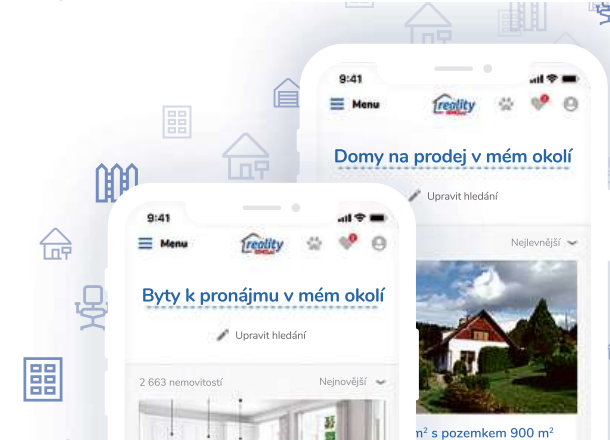 9:41
Menu
reality
Domy na prodej v mém okolí
Upravit hledání
Nejlevnější
m² s pozemkem 900 m²
9:41
Menu
reality
Byty k pronájmu v mém okolí
Upravit hledání
2 663 nemovitostí
Nejnovější